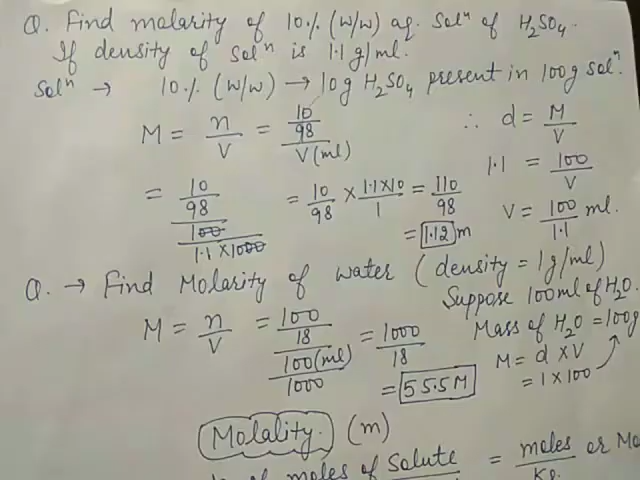 Q. Find molarity of 10.% (W/W) aq. Solⁿ of H₂SO₄.
If density of Solⁿ is 1.1 g/ml.
Solⁿ → 10.% (W/W) → 10g H₂SO₄ present in 100g Solⁿ.
M = n/V = (10/98)/V(ml)
∴ d = M/V
1.1 = 100/V
= (10/98)/(100/(1.1×1000)) = 10/98 × (1.1×10)/1 = 110/98
V = 100/1.1 ml.
= 1.12 m
Q. → Find Molarity of water (density = 1g/ml)
Suppose 100ml of H₂O.
M = n/V = (100/18)/(100(ml)/1000) = 1000/18
Mass of H₂O = 100g
M = d × V
= 1 × 100
= 55.5M
Molality. (m)
of moles of Solute = moles or
Kg.